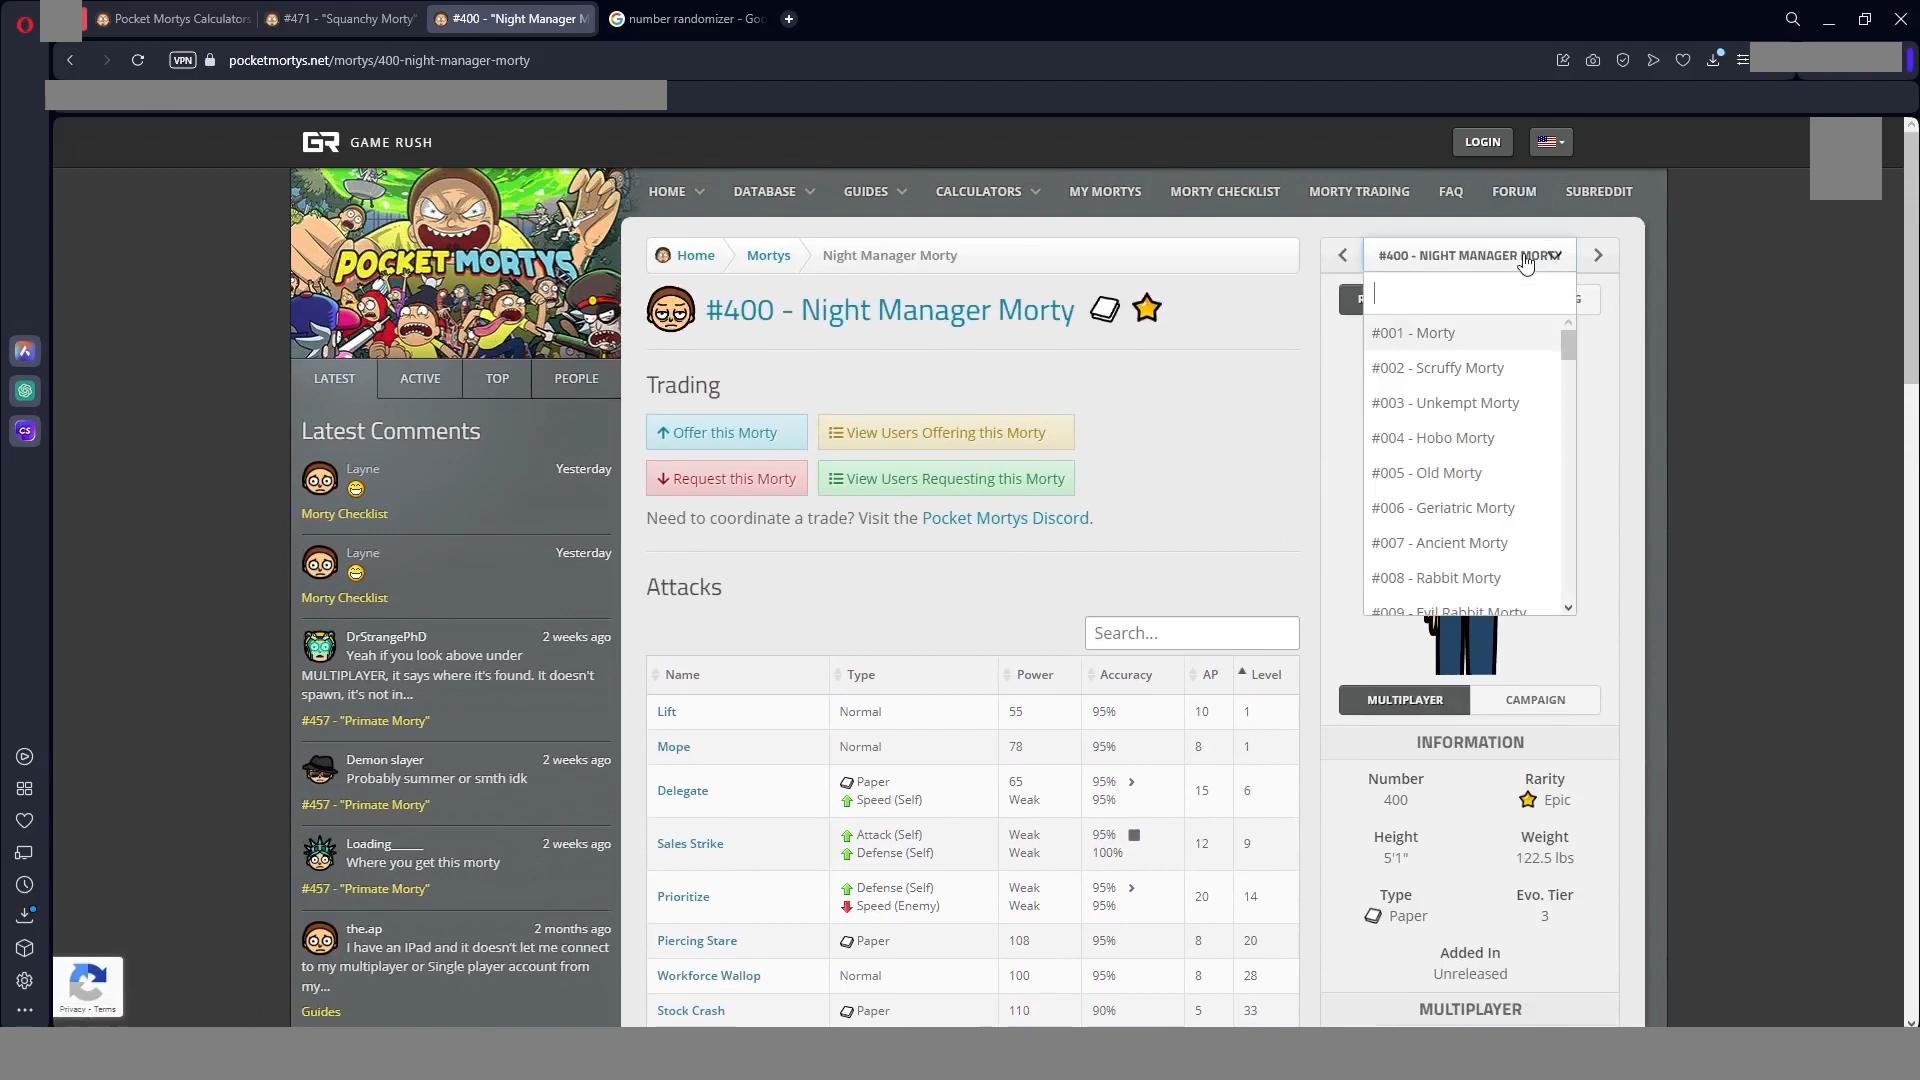 Pocket Mortys Calculators
#471 - "Squanchy Morty"
#400 - "Night Manager M
number randomizer - Goo
VPN
pocketmortys.net/mortys/400-night-manager-morty
GR GAME RUSH
LOGIN
POCKET MORTYS
HOME
DATABASE
GUIDES
CALCULATORS
MY MORTYS
MORTY CHECKLIST
MORTY TRADING
FAQ
FORUM
SUBREDDIT
LATEST
ACTIVE
TOP
PEOPLE
Latest Comments
Layne Yesterday
Morty Checklist
Layne Yesterday
Morty Checklist
DrStrangePhD 2 weeks ago
Yeah if you look above under
MULTIPLAYER, it says where it's found. It doesn't
spawn, it's not in...
#457 - "Primate Morty"
Demon slayer 2 weeks ago
Probably summer or smth idk
#457 - "Primate Morty"
Loading_____ 2 weeks ago
Where you get this morty
#457 - "Primate Morty"
the.ap 2 months ago
I have an IPad and it doesn't let me connect
to my multiplayer or Single player account from
my...
Guides
Privacy - Terms
CS
Home
Mortys
Night Manager Morty
#400 - Night Manager Morty
Trading
Offer this Morty
View Users Offering this Morty
Request this Morty
View Users Requesting this Morty
Need to coordinate a trade? Visit the Pocket Mortys Discord.
Attacks
Search...
Name Type Power Accuracy AP Level
Lift Normal 55 95% 10 1
Mope Normal 78 95% 8 1
Delegate Paper 65 95% 15 6
Speed (Self) Weak 95%
Sales Strike Attack (Self) Weak 95% 12 9
Defense (Self) Weak 100%
Prioritize Defense (Self) Weak 95% 20 14
Speed (Enemy) Weak 95%
Piercing Stare Paper 108 95% 8 20
Workforce Wallop Normal 100 95% 8 28
Stock Crash Paper 110 90% 5 33
#400 - NIGHT MANAGER MORTY
#001 - Morty
#002 - Scruffy Morty
#003 - Unkempt Morty
#004 - Hobo Morty
#005 - Old Morty
#006 - Geriatric Morty
#007 - Ancient Morty
#008 - Rabbit Morty
#009 - Evil Rabbit Morty
MULTIPLAYER
CAMPAIGN
INFORMATION
Number Rarity
400 Epic
Height Weight
5'1" 122.5 lbs
Type Evo. Tier
Paper 3
Added In
Unreleased
MULTIPLAYER